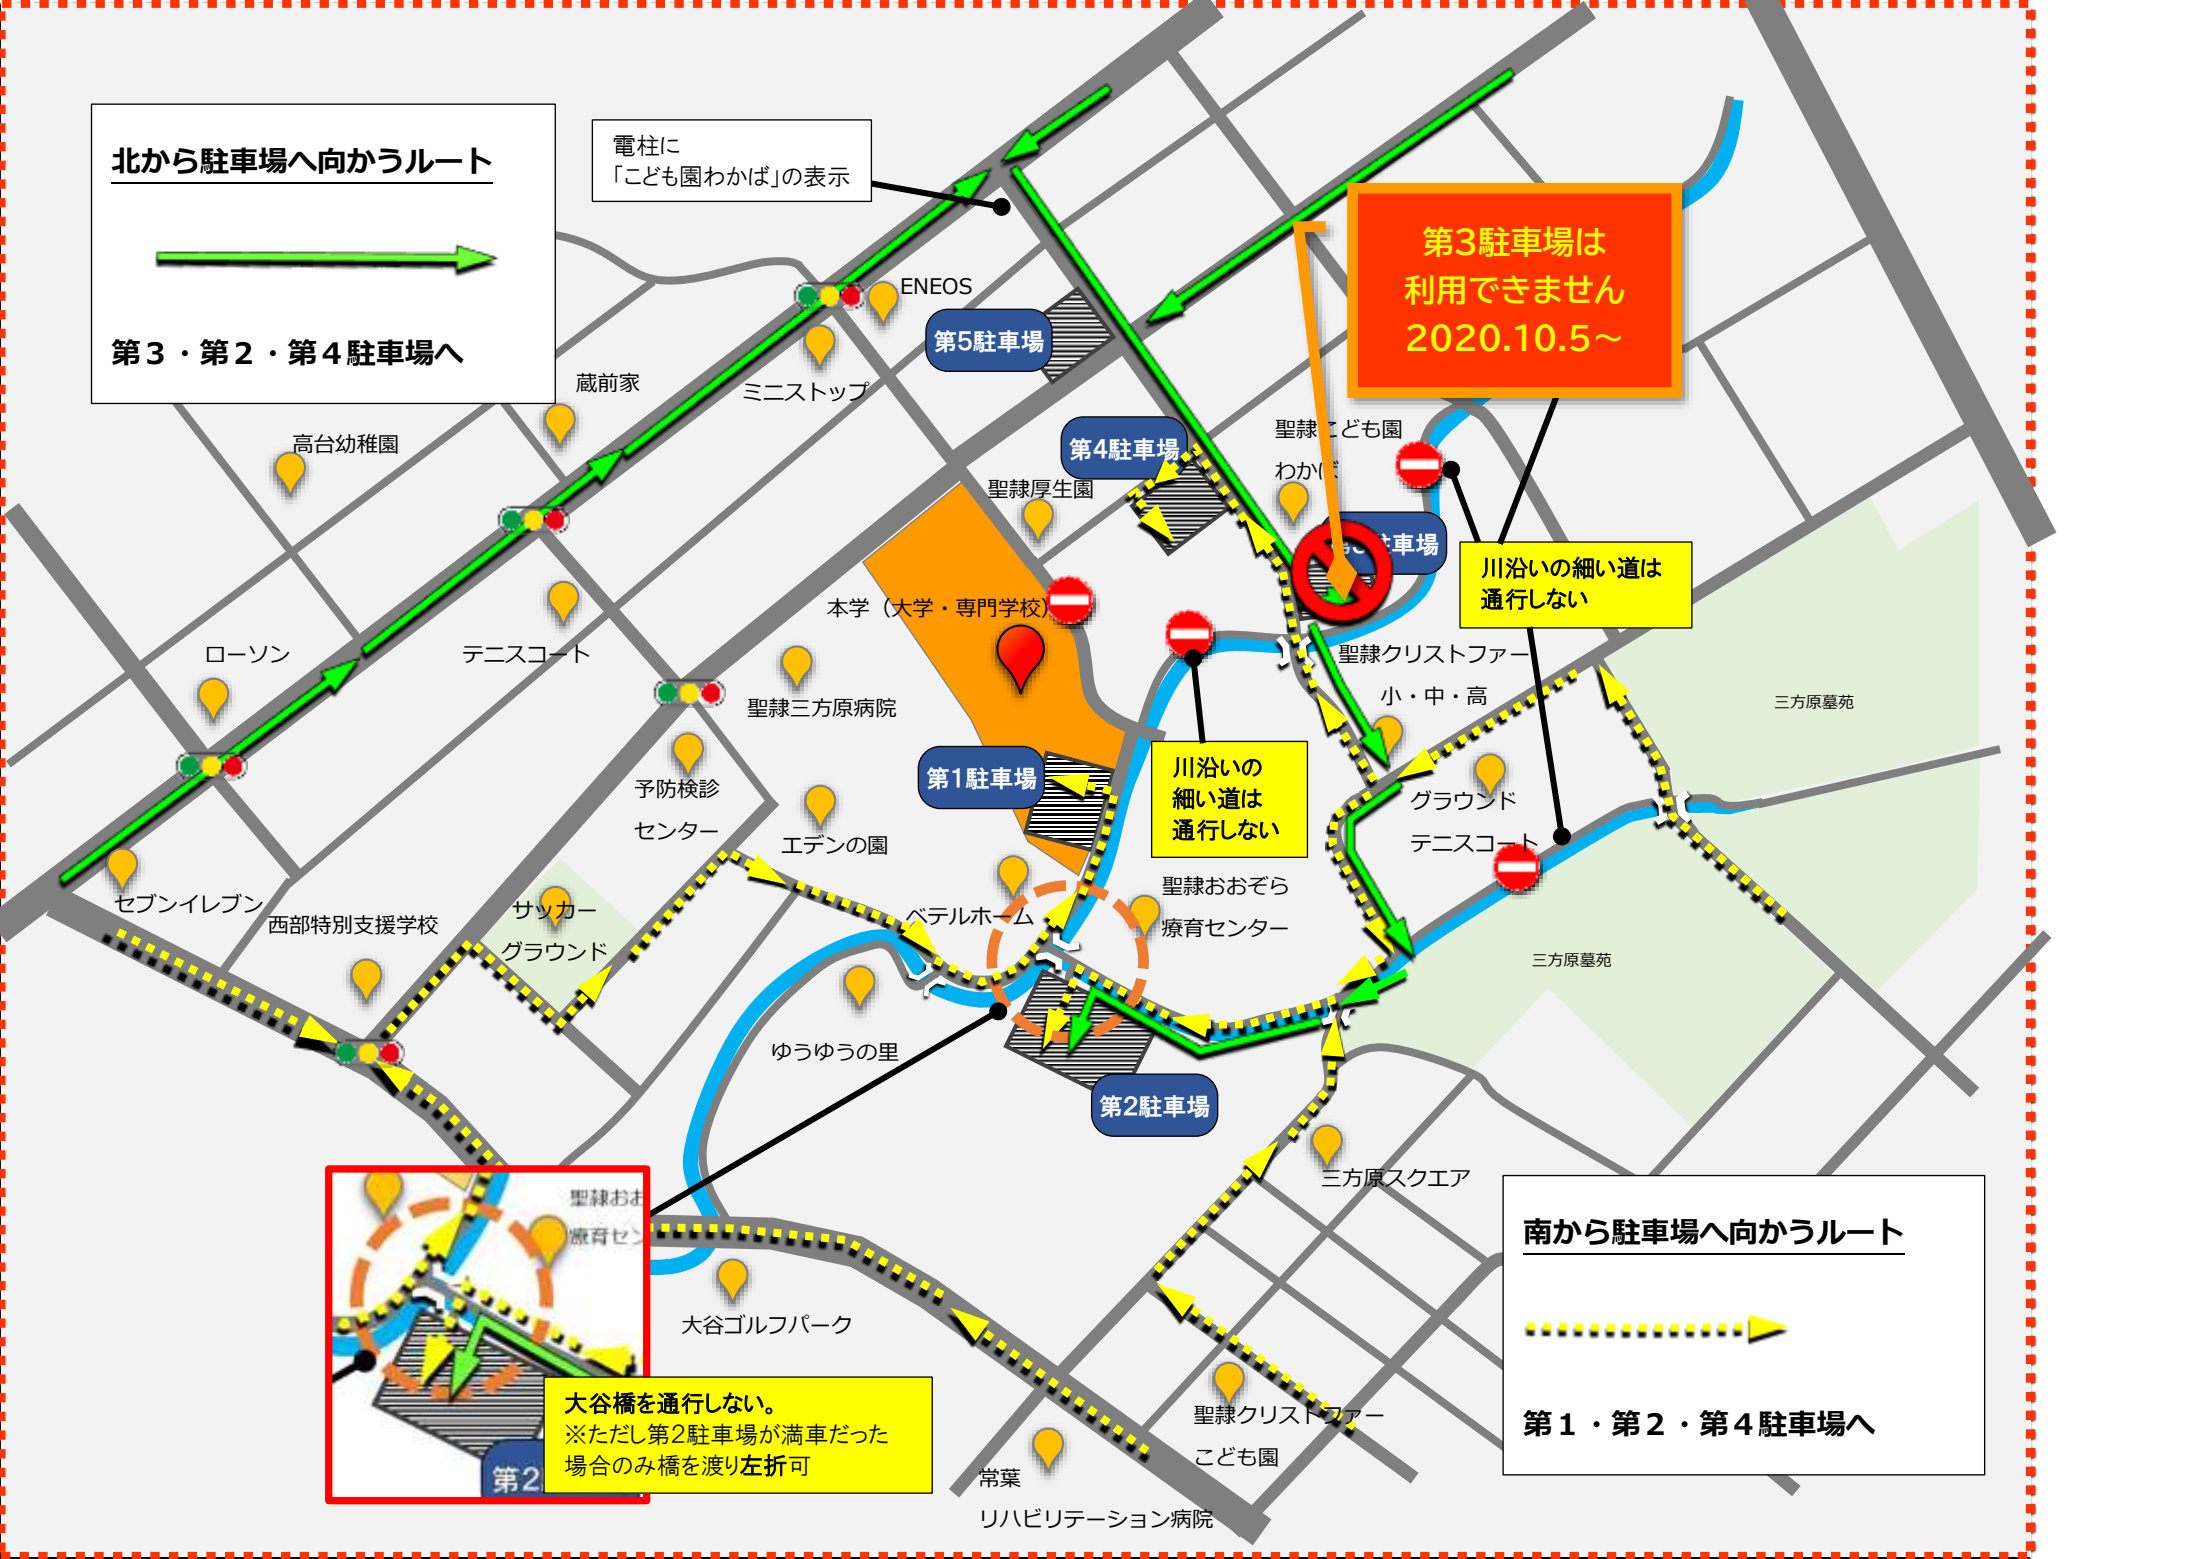 北から駐車場へ向かうルート
第３・第２・第４駐車場へ
電柱に
「こども園わかば」の表示
第3駐車場は
利用できません
2020.10.5～
ENEOS
第5駐車場
ミニストップ
蔵前家
高台幼稚園
第4駐車場
聖隷こども園
わかば
聖隷厚生園
車場
川沿いの細い道は
通行しない
本学（大学・専門学校）
ローソン
テニスコート
聖隷三方原病院
聖隷クリストファー
小・中・高
三方原墓苑
第1駐車場
川沿いの
細い道は
通行しない
予防検診
センター
グラウンド
テニスコート
エデンの園
セブンイレブン
西部特別支援学校
サッカー
グラウンド
ベテルホーム
聖隷おおぞら
療育センター
三方原墓苑
ゆうゆうの里
第2駐車場
三方原スクエア
聖隷おお
療育セン
第2
大谷橋を通行しない。
※ただし第2駐車場が満車だった
場合のみ橋を渡り左折可
大谷ゴルフパーク
南から駐車場へ向かうルート
第１・第２・第４駐車場へ
聖隷クリストファー
こども園
常葉
リハビリテーション病院